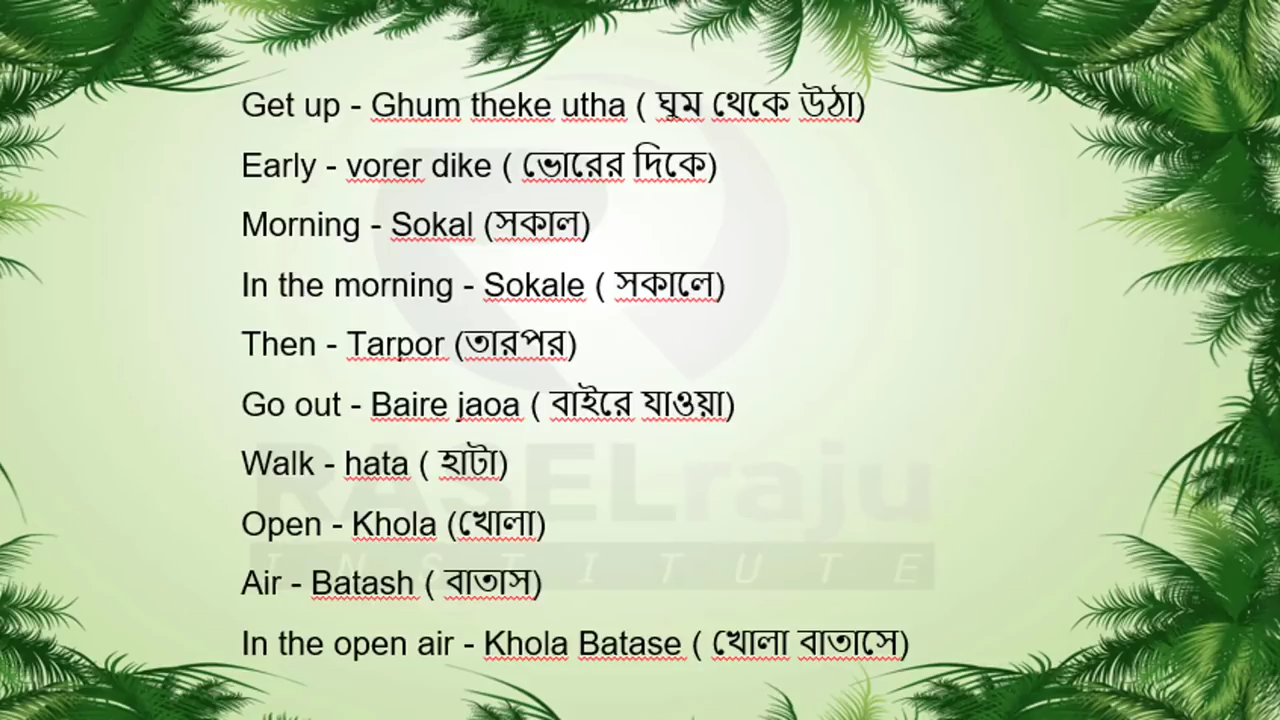 Get up - Ghum theke utha ( ঘুম থেকে উঠা)
Early - vorer dike ( ভোরের দিকে)
Morning - Sokal (সকাল)
In the morning - Sokale ( সকালে)
Then - Tarpor (তারপর)
Go out - Baire jaoa ( বাইরে যাওয়া)
Walk - hata ( হাটা)
Open - Khola (খোলা)
Air - Batash ( বাতাস)
In the open air - Khola Batase ( খোলা বাতাসে)
RASELraju
INSTITUTE